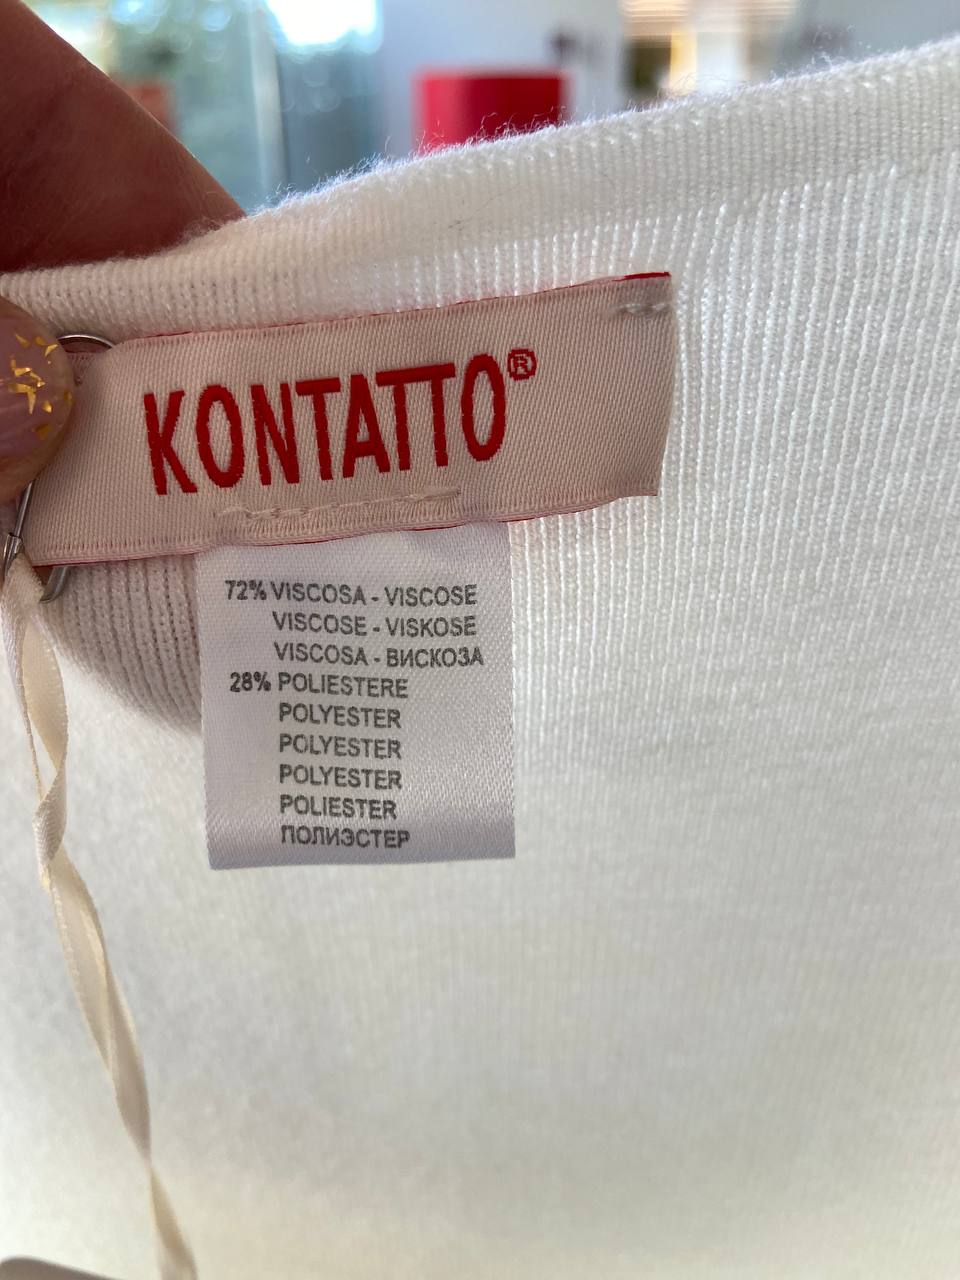 KONTATTO®
72% VISCOSA - VISCOSE
VISCOSE - VISKOSE
VISCOSA - ВИСКОЗА
28% POLIESTERE
POLYESTER
POLYESTER
POLYESTER
POLIESTER
ПОЛИЭСТЕР